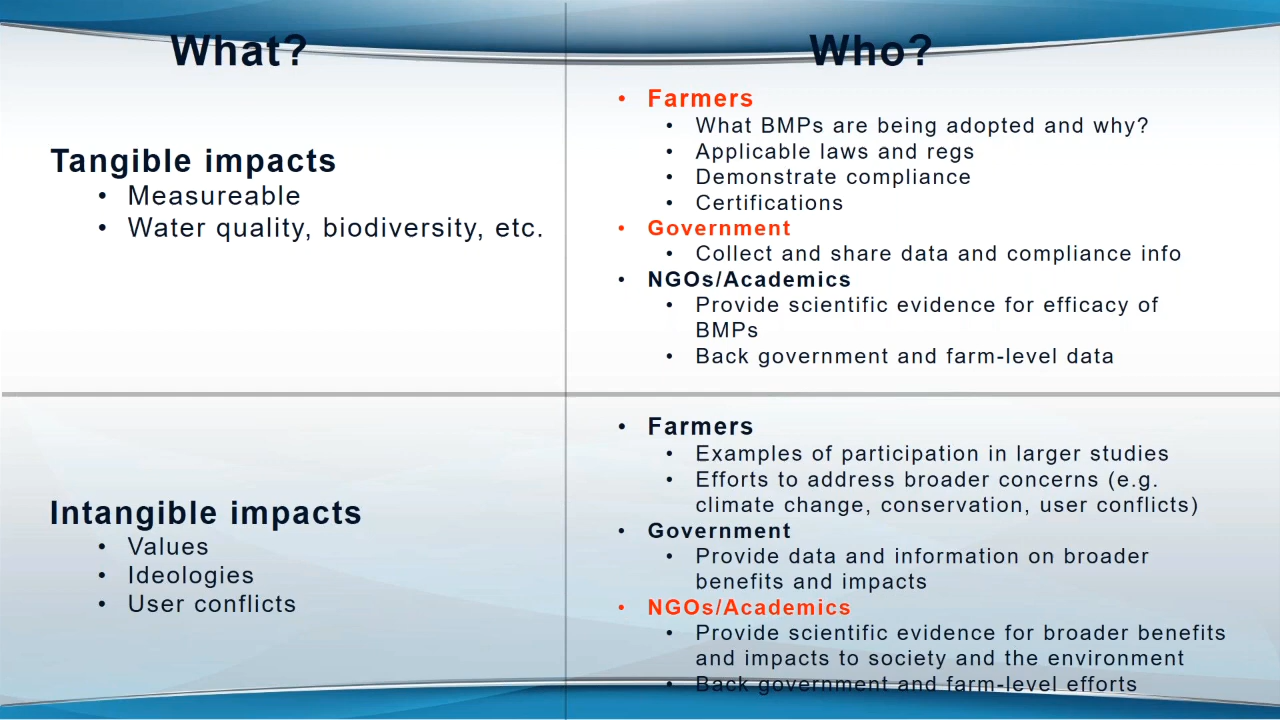 What?
Who?
Tangible impacts
• Measureable
• Water quality, biodiversity, etc.
• Farmers
• What BMPs are being adopted and why?
• Applicable laws and regs
• Demonstrate compliance
• Certifications
• Government
• Collect and share data and compliance info
• NGOs/Academics
• Provide scientific evidence for efficacy of
BMPs
• Back government and farm-level data
Intangible impacts
• Values
• Ideologies
• User conflicts
• Farmers
• Examples of participation in larger studies
• Efforts to address broader concerns (e.g.
climate change, conservation, user conflicts)
• Government
• Provide data and information on broader
benefits and impacts
• NGOs/Academics
• Provide scientific evidence for broader benefits
and impacts to society and the environment
• Back government and farm-level efforts